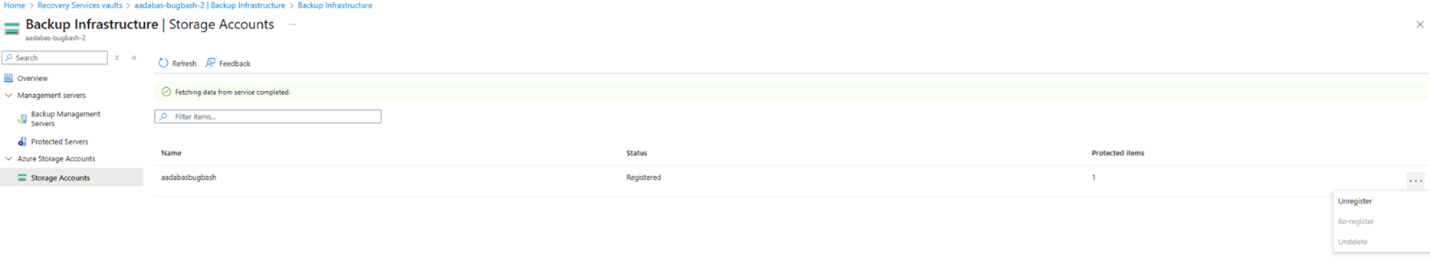 Home > Recovery Services vaults > aadabas-bugbash-2 | Backup Infrastructure > Backup Infrastructure
Backup Infrastructure | Storage Accounts ...
aadabas-bugbash-2
Search
Refresh Feedback
Overview
Management servers
Backup Management
Servers
Protected Servers
Azure Storage Accounts
Storage Accounts
Fetching data from service completed.
Filter items...
Name Status Protected items
aadabasbugbash Registered 1 ...
Unregister
Re-register
Undelete